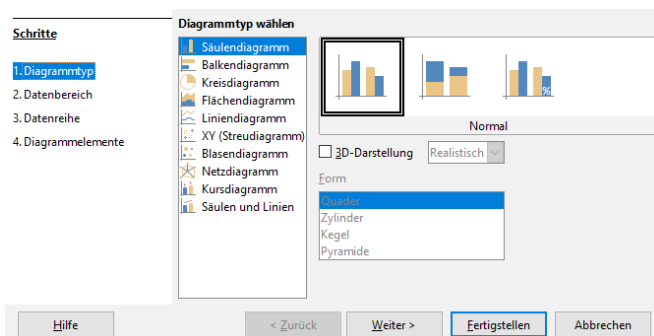 Schritte
1. Diagrammtyp
2. Datenbereich
3. Datenreihe
4. Diagrammelemente
Diagrammtyp wählen
Säulendiagramm
Balkendiagramm
Kreisdiagramm
Flächendiagramm
Liniendiagramm
XY (Streudiagramm)
Blasendiagramm
Netzdiagramm
Kursdiagramm
Säulen und Linien
%
Normal
3D-Darstellung Realistisch
Form
Quader
Zylinder
Kegel
Pyramide
Hilfe < Zurück Weiter > Fertigstellen Abbrechen